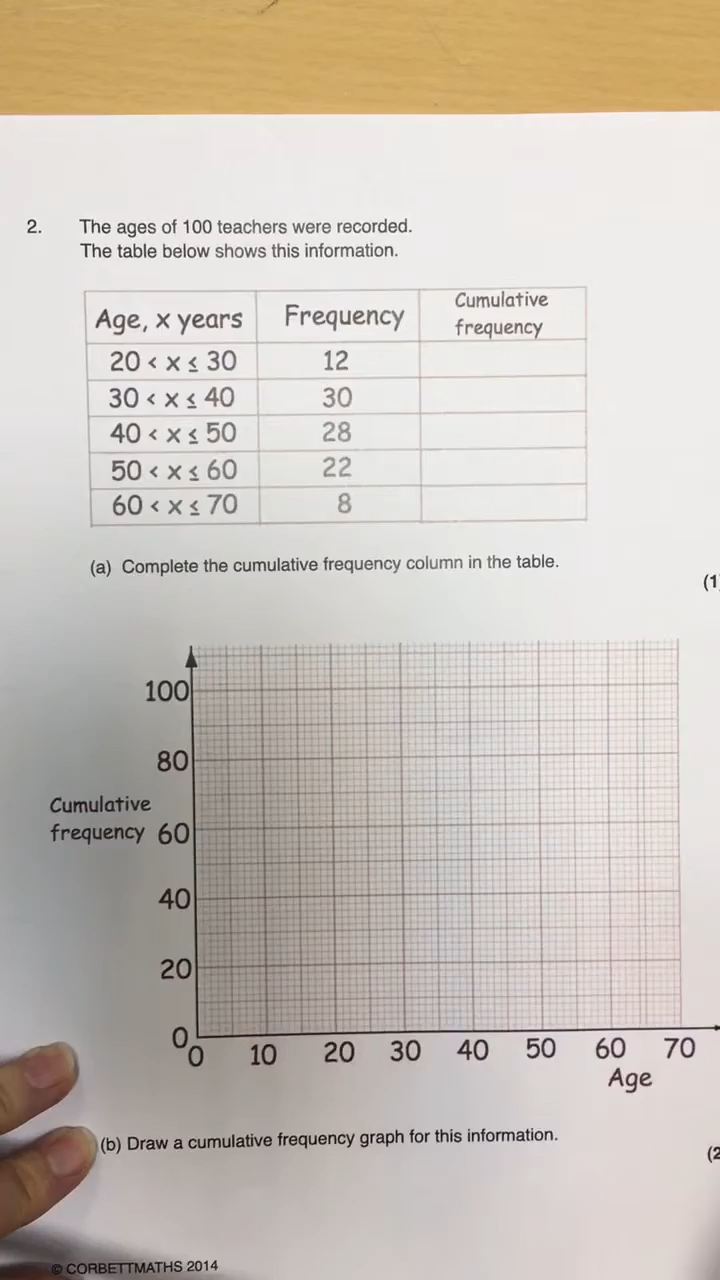 2. The ages of 100 teachers were recorded.
The table below shows this information.
Age, x years Frequency Cumulative frequency
20 < x ≤ 30 12
30 < x ≤ 40 30
40 < x ≤ 50 28
50 < x ≤ 60 22
60 < x ≤ 70 8
(a) Complete the cumulative frequency column in the table.
(1
100
80
Cumulative
frequency 60
40
20
0
0 10 20 30 40 50 60 70
Age
(b) Draw a cumulative frequency graph for this information.
(2
© CORBETTMATHS 2014